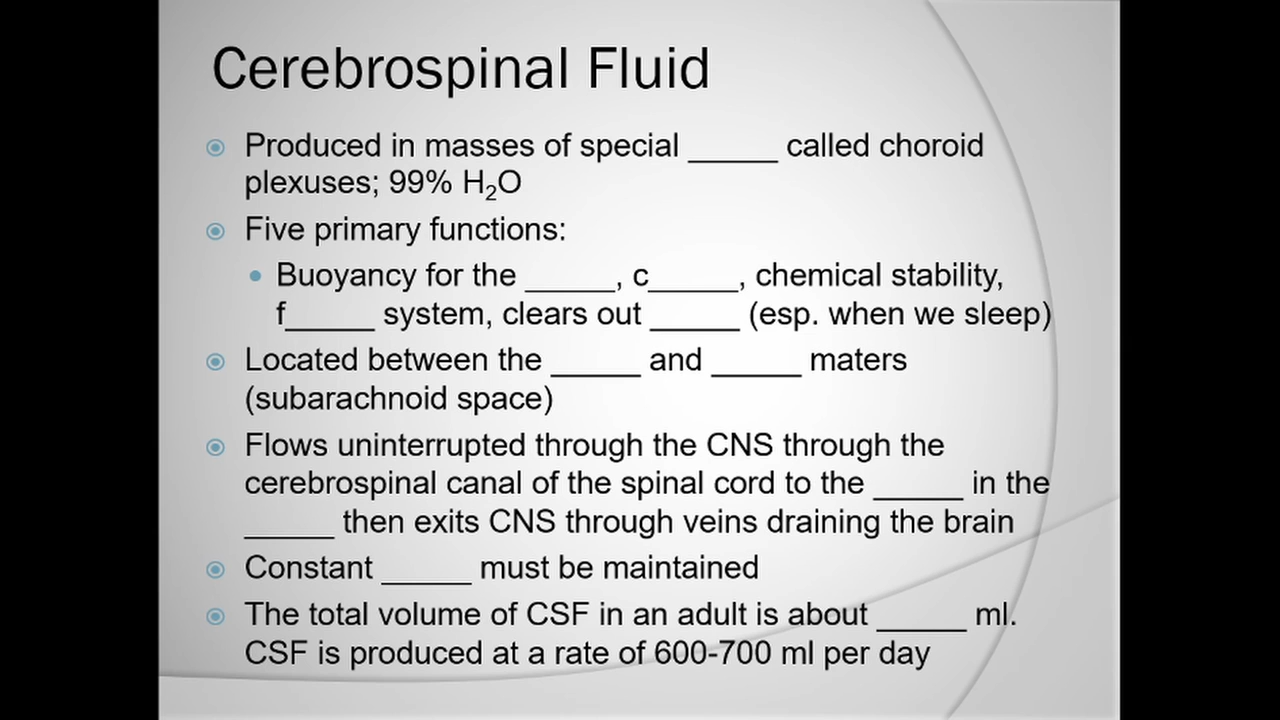 Cerebrospinal Fluid
Produced in masses of special _____ called choroid
plexuses; 99% H₂O
Five primary functions:
Buoyancy for the _____, c_____, chemical stability,
f_____ system, clears out _____ (esp. when we sleep)
Located between the _____ and _____ maters
(subarachnoid space)
Flows uninterrupted through the CNS through the
cerebrospinal canal of the spinal cord to the _____ in the
_____ then exits CNS through veins draining the brain
Constant _____ must be maintained
The total volume of CSF in an adult is about _____ ml.
CSF is produced at a rate of 600-700 ml per day